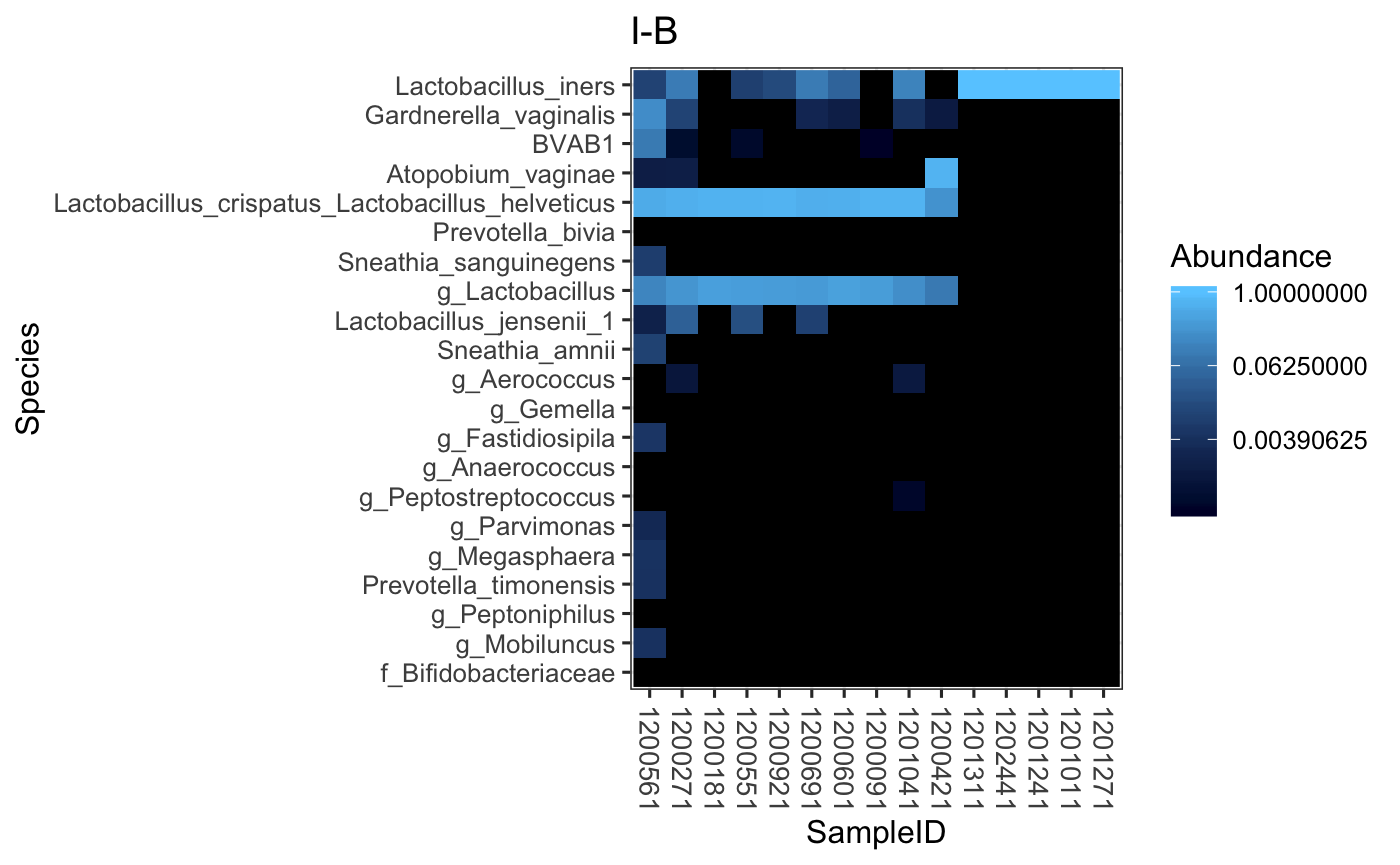 I-B
Species
Lactobacillus_iners
Gardnerella_vaginalis
BVAB1
Atopobium_vaginae
Lactobacillus_crispatus_Lactobacillus_helveticus
Prevotella_bivia
Sneathia_sanguinegens
g_Lactobacillus
Lactobacillus_jensenii_1
Sneathia_amnii
g_Aerococcus
g_Gemella
g_Fastidiosipila
g_Anaerococcus
g_Peptostreptococcus
g_Parvimonas
g_Megasphaera
Prevotella_timonensis
g_Peptoniphilus
g_Mobiluncus
f_Bifidobacteriaceae
1200561
1200271
1200181
1200551
1200921
1200691
1200601
1200091
1201041
1200421
1201311
1202441
1201241
1201011
1201271
SampleID
Abundance
1.00000000
0.06250000
0.00390625